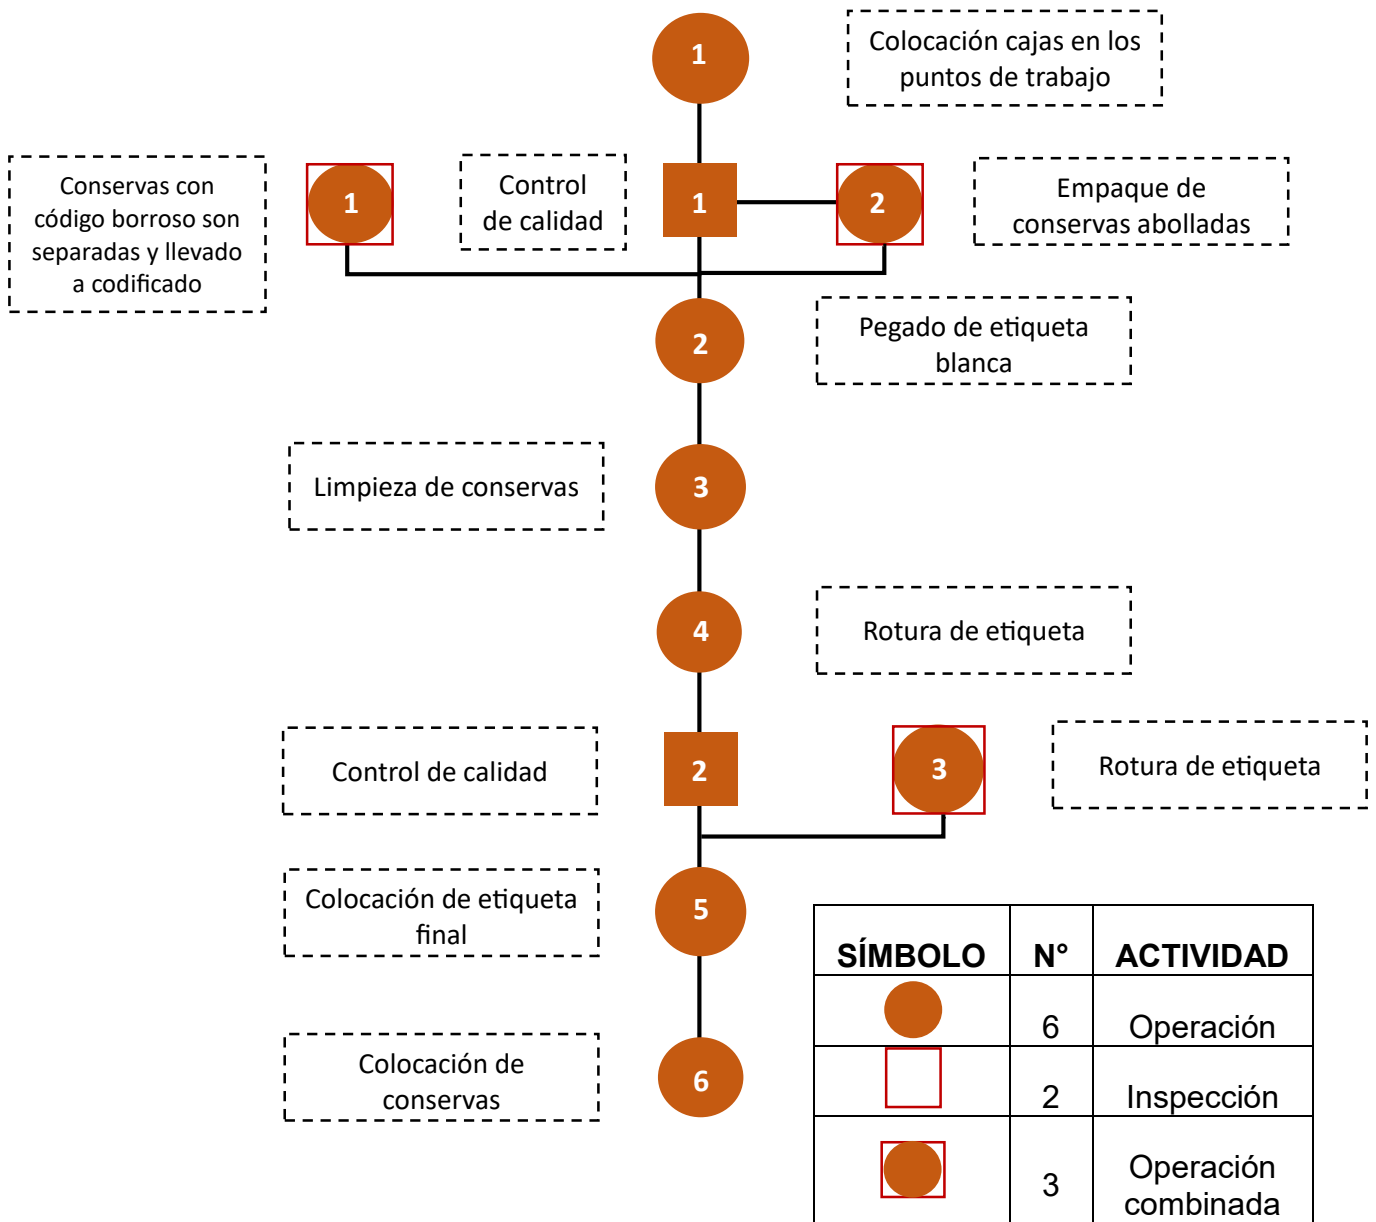 1
Colocación cajas en los
puntos de trabajo
Conservas con
código borroso son
separadas y llevado
a codificado
1
Control
de calidad
1
2
Empaque de
conservas abolladas
2
Pegado de etiqueta
blanca
Limpieza de conservas
3
4
Rotura de etiqueta
Control de calidad
2
3
Rotura de etiqueta
Colocación de etiqueta
final
5
Colocación de
conservas
6
SÍMBOLO N° ACTIVIDAD
6 Operación
2 Inspección
3 Operación
combinada